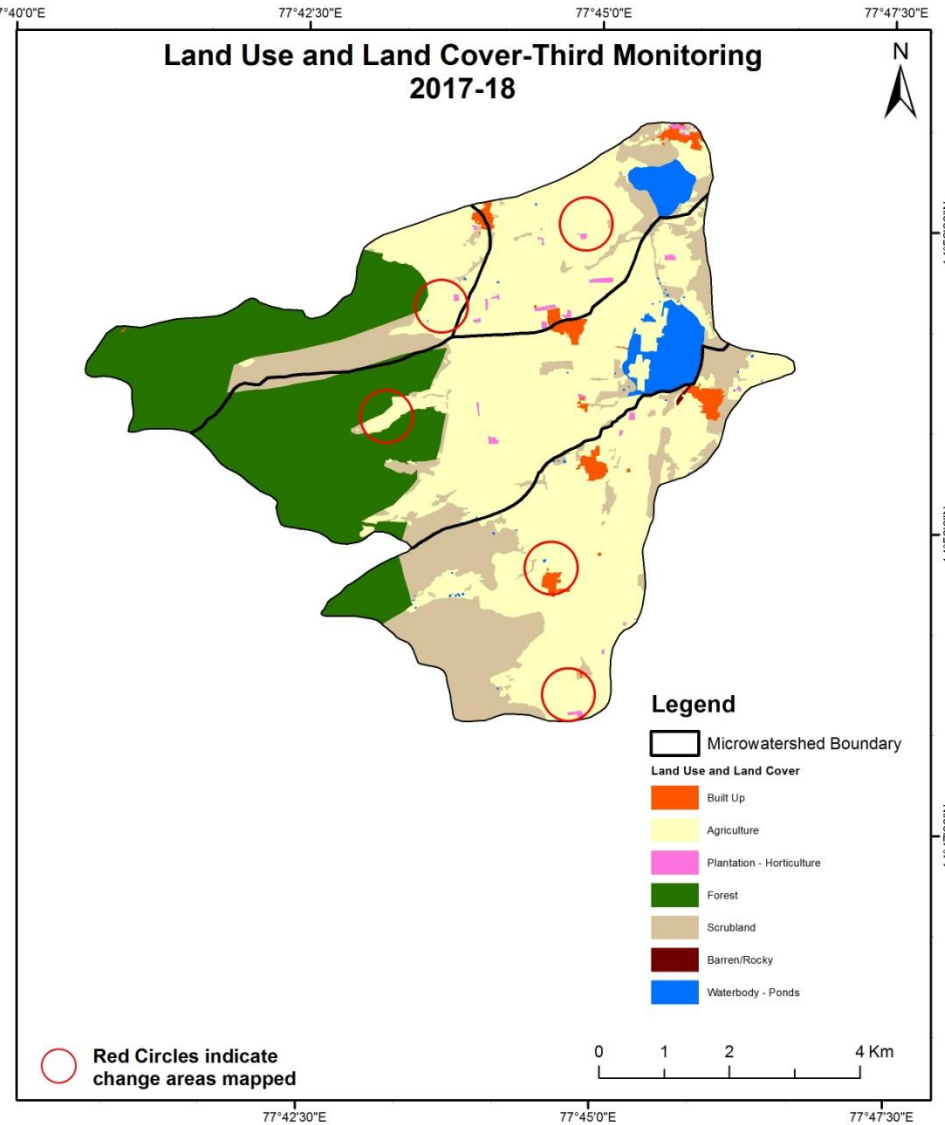 77°40'0"E 77°42'30"E 77°45'0"E 77°47'30"E
Land Use and Land Cover-Third Monitoring
2017-18
N
Legend
Microwatershed Boundary
Land Use and Land Cover
Built Up
Agriculture
Plantation - Horticulture
Forest
Scrubland
Barren/Rocky
Waterbody - Ponds
Red Circles indicate
change areas mapped
0 1 2 4 Km
77°42'30"E 77°45'0"E 77°47'30"E